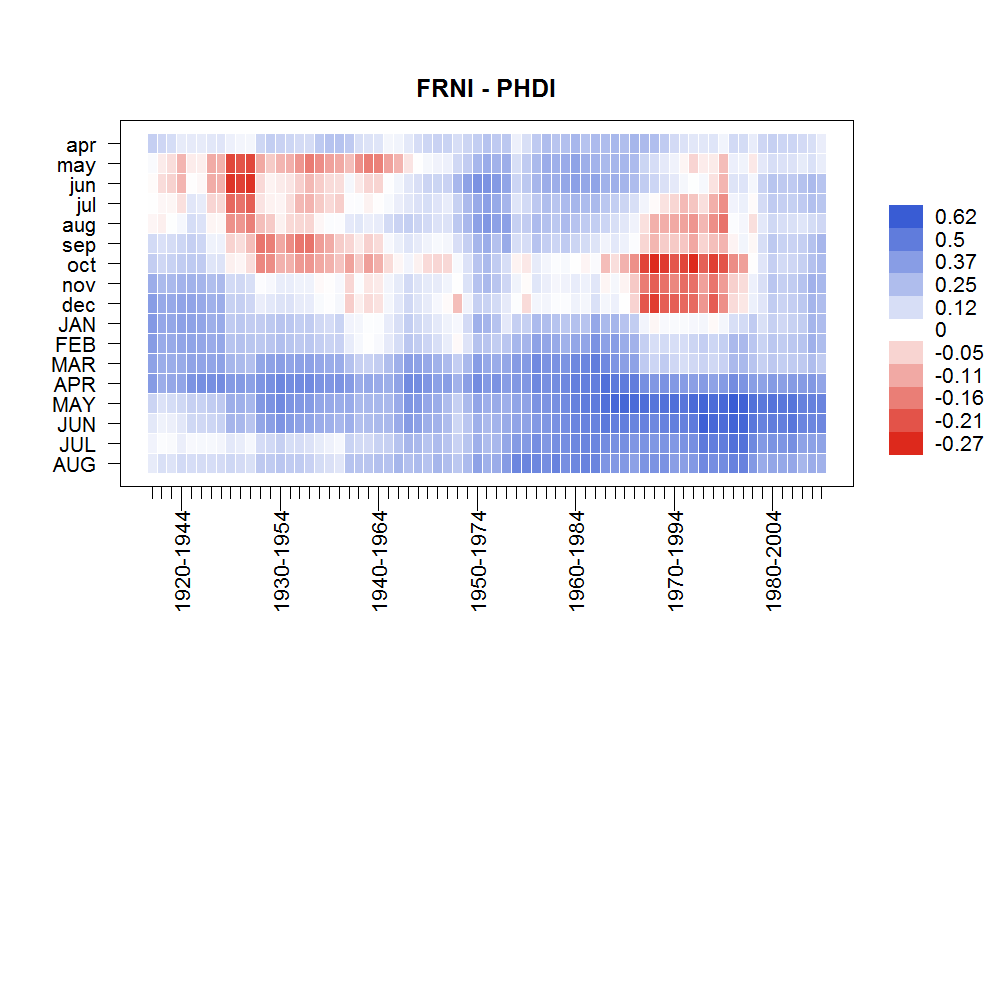 FRNI - PHDI
apr
may
jun
jul
aug
sep
oct
nov
dec
JAN
FEB
MAR
APR
MAY
JUN
JUL
AUG
1920-1944
1930-1954
1940-1964
1950-1974
1960-1984
1970-1994
1980-2004
0.62
0.5
0.37
0.25
0.12
0
-0.05
-0.11
-0.16
-0.21
-0.27